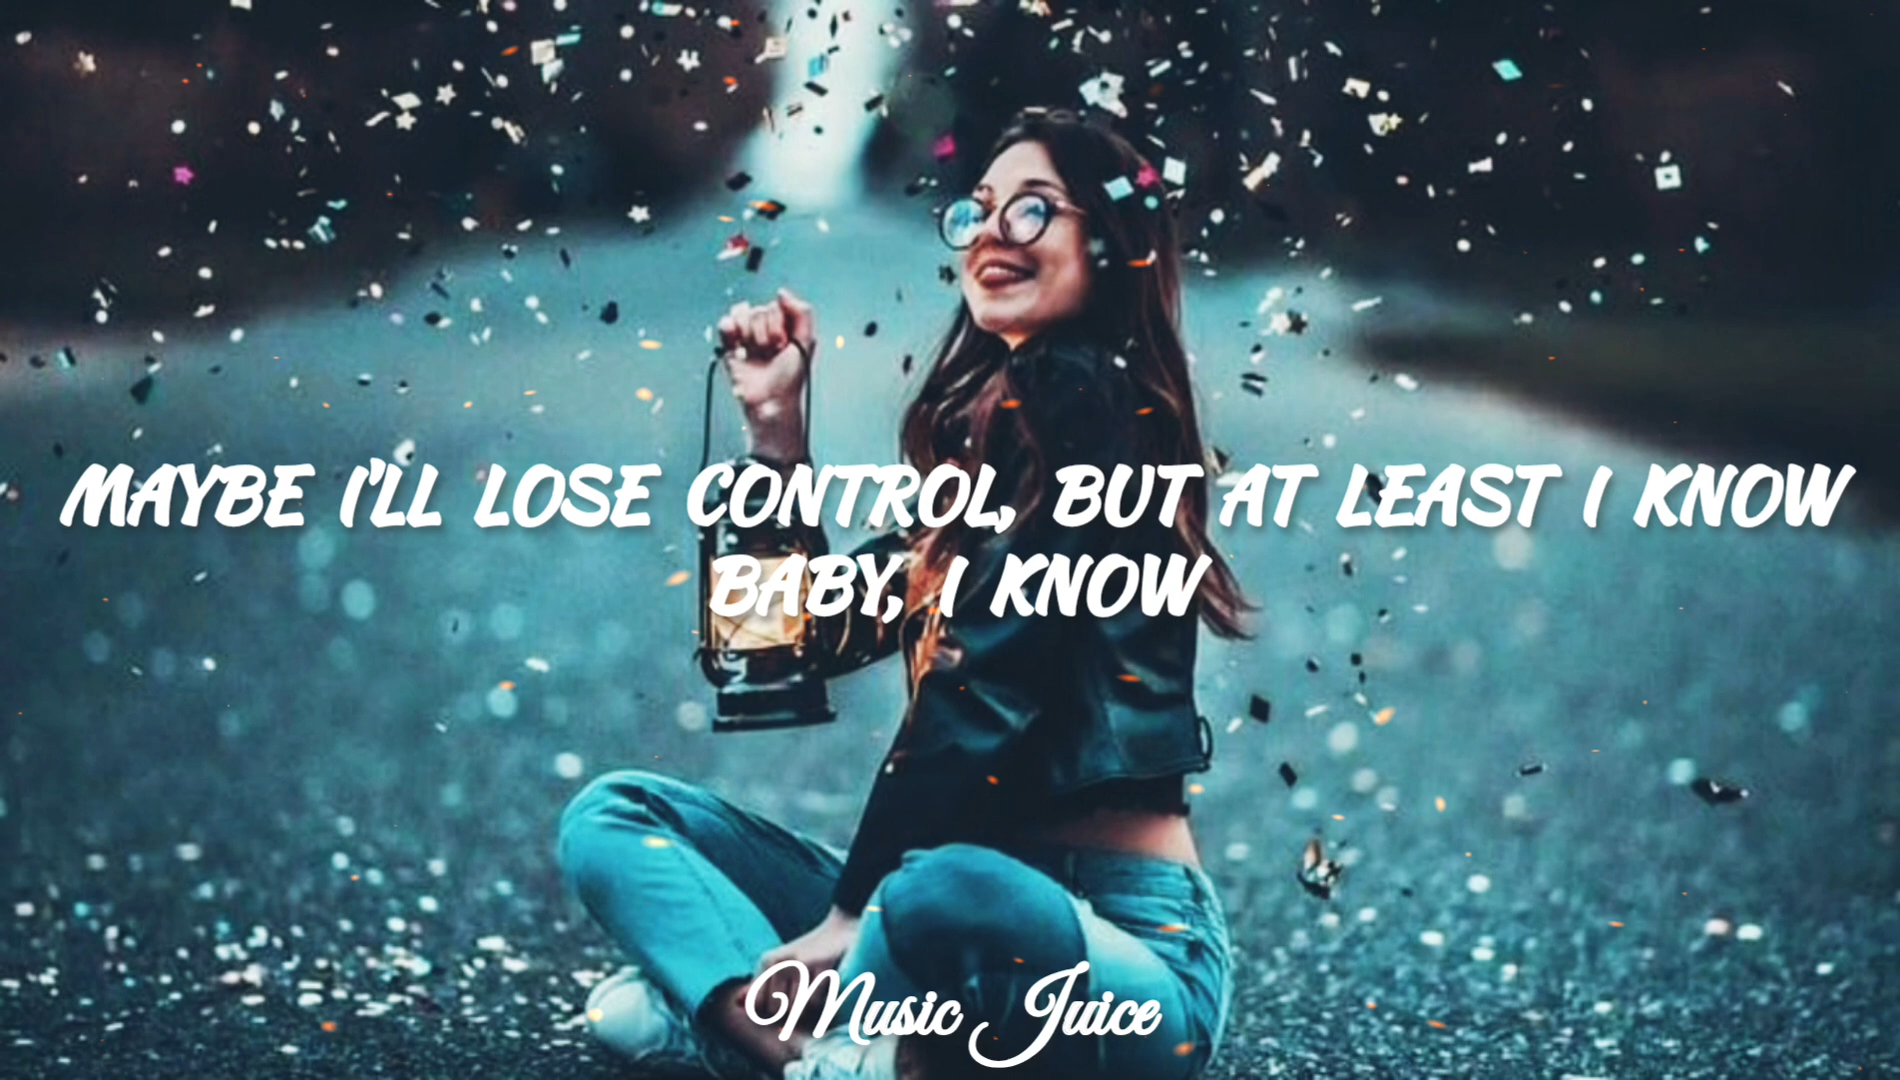 MAYBE I'LL LOSE CONTROL, BUT AT LEAST I KNOW
BABY, I KNOW
Music Juice